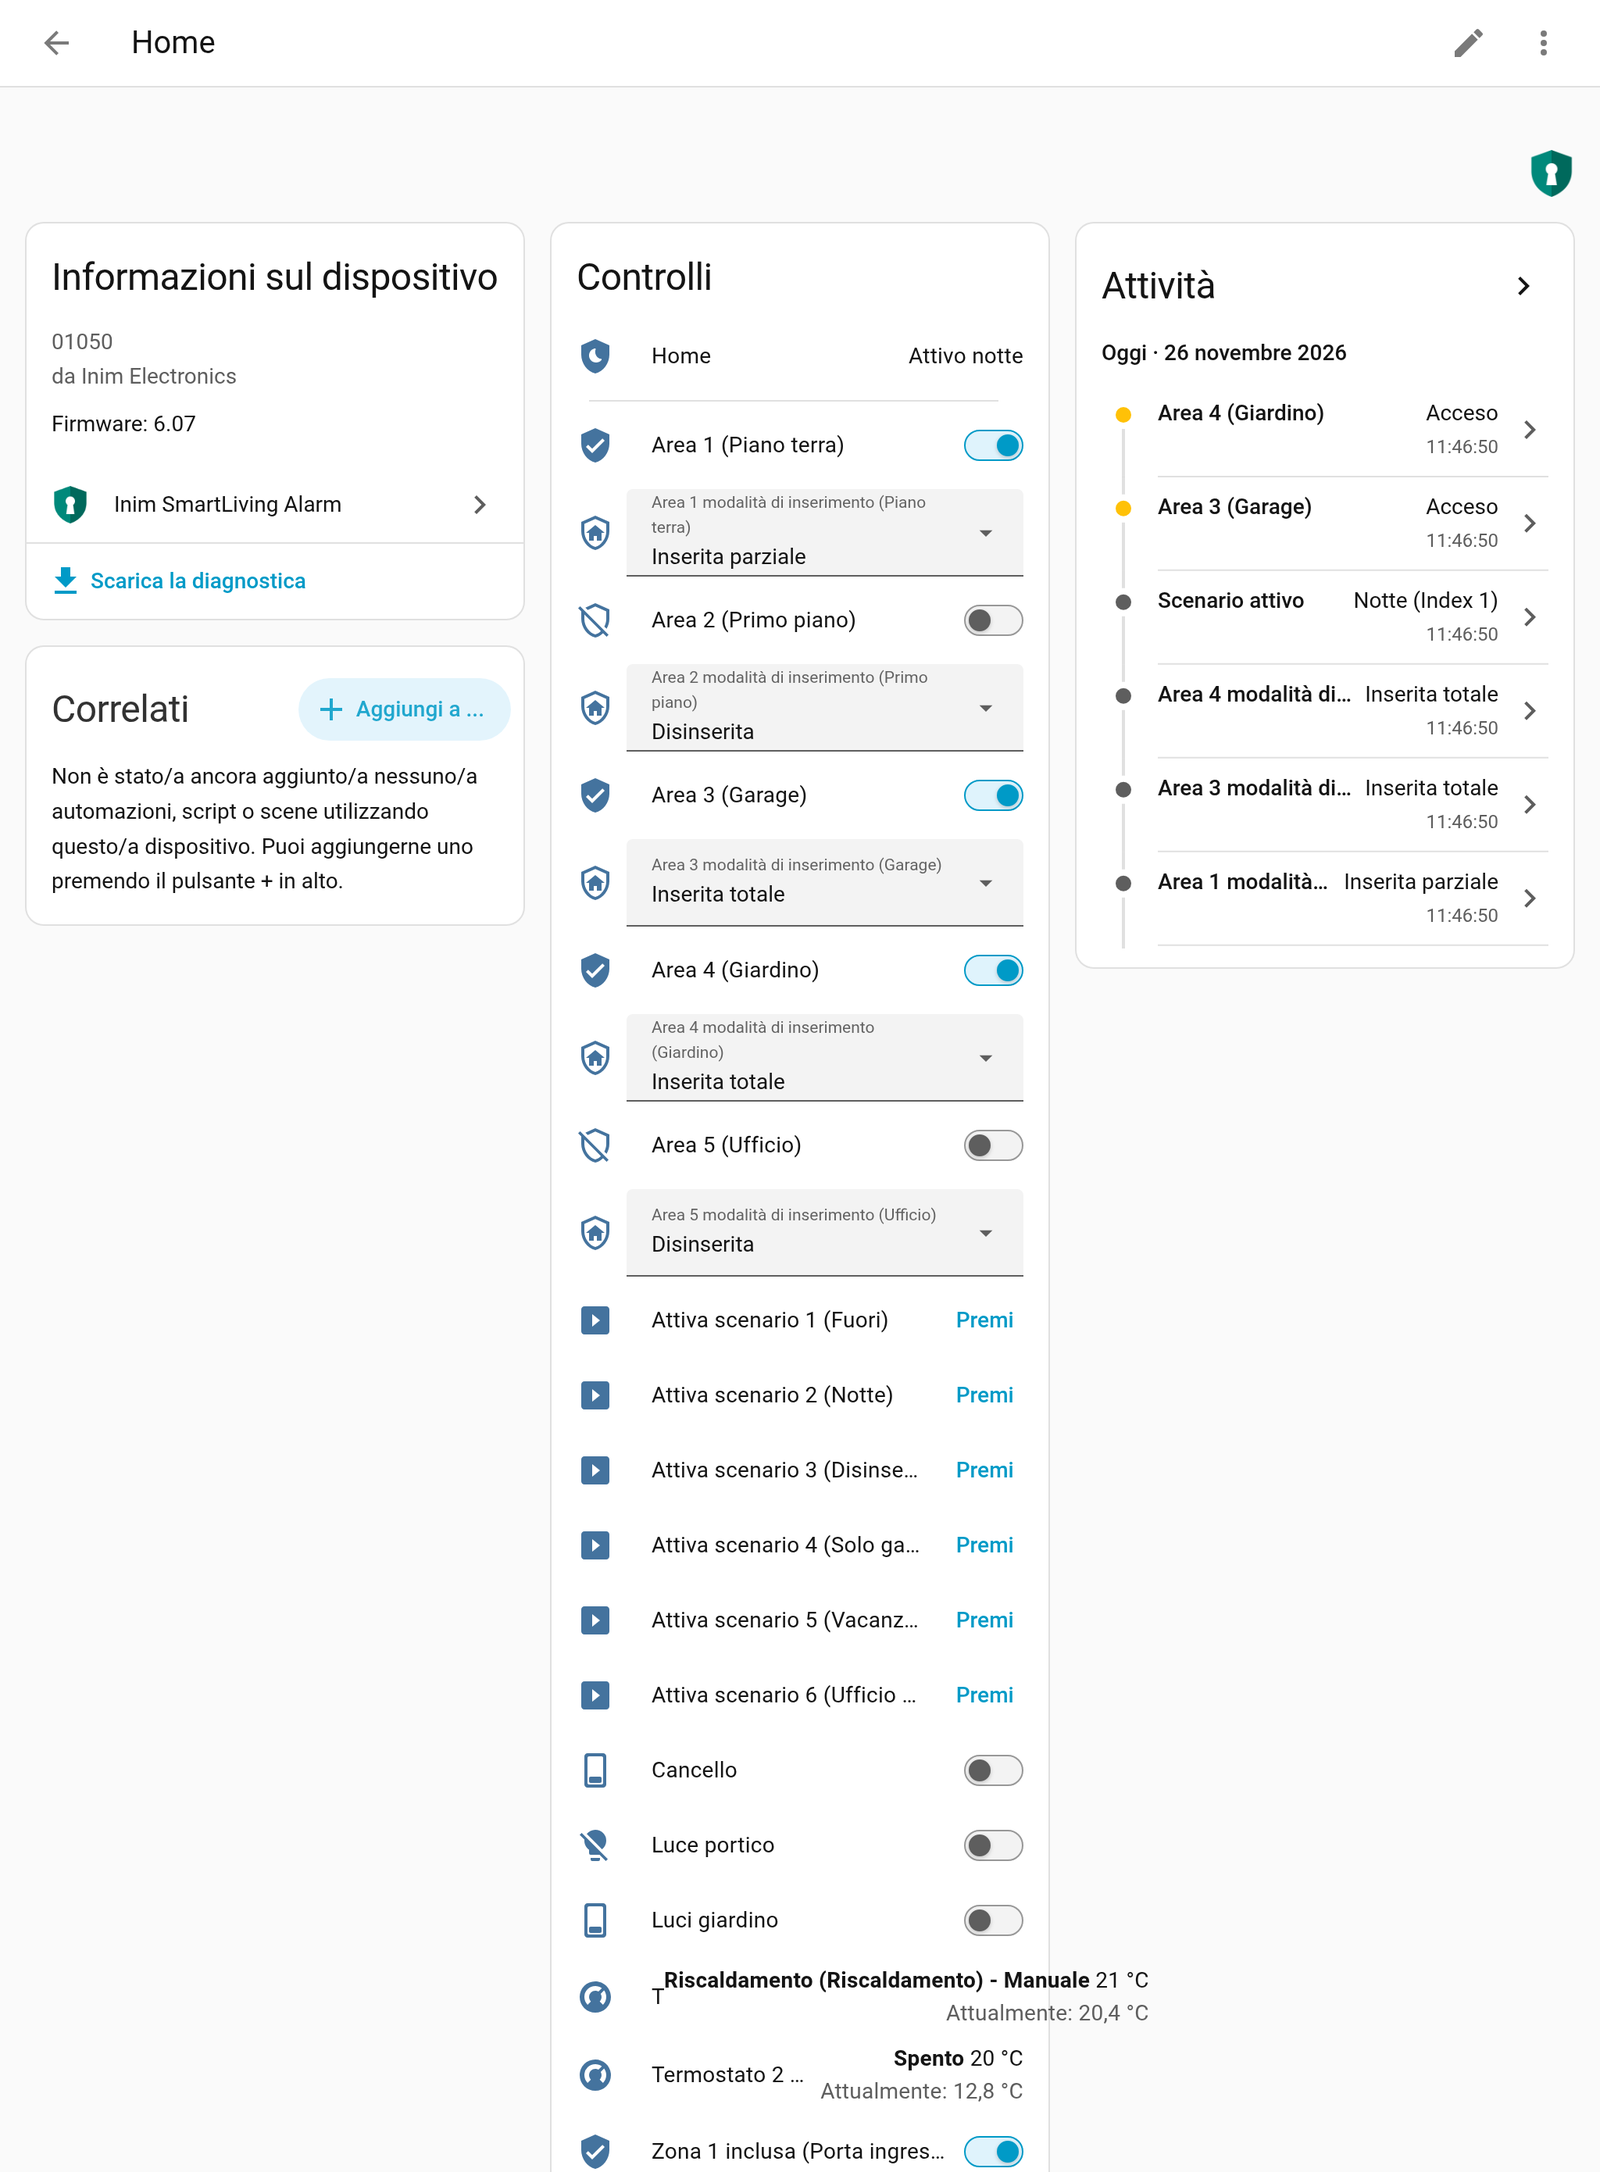 Home
Informazioni sul dispositivo
01050
da Inim Electronics
Firmware: 6.07
Inim SmartLiving Alarm
Scarica la diagnostica
Correlati
Aggiungi a ...
Non è stato/a ancora aggiunto/a nessuno/a
automazioni, script o scene utilizzando
questo/a dispositivo. Puoi aggiungerne uno
premendo il pulsante + in alto.
Controlli
Home Attivo notte
Area 1 (Piano terra)
Area 1 modalità di inserimento (Piano
terra)
Inserita parziale
Area 2 (Primo piano)
Area 2 modalità di inserimento (Primo
piano)
Disinserita
Area 3 (Garage)
Area 3 modalità di inserimento (Garage)
Inserita totale
Area 4 (Giardino)
Area 4 modalità di inserimento
(Giardino)
Inserita totale
Area 5 (Ufficio)
Area 5 modalità di inserimento (Ufficio)
Disinserita
Attiva scenario 1 (Fuori) Premi
Attiva scenario 2 (Notte) Premi
Attiva scenario 3 (Disinse... Premi
Attiva scenario 4 (Solo ga... Premi
Attiva scenario 5 (Vacanz... Premi
Attiva scenario 6 (Ufficio ... Premi
Cancello
Luce portico
Luci giardino
T Riscaldamento (Riscaldamento) - Manuale 21 °C
Attualmente: 20,4 °C
Termostato 2 ... Spento 20 °C
Attualmente: 12,8 °C
Zona 1 inclusa (Porta ingres...
Attività
Oggi · 26 novembre 2026
Area 4 (Giardino) Acceso
11:46:50
Area 3 (Garage) Acceso
11:46:50
Scenario attivo Notte (Index 1)
11:46:50
Area 4 modalità di... Inserita totale
11:46:50
Area 3 modalità di... Inserita totale
11:46:50
Area 1 modalità... Inserita parziale
11:46:50